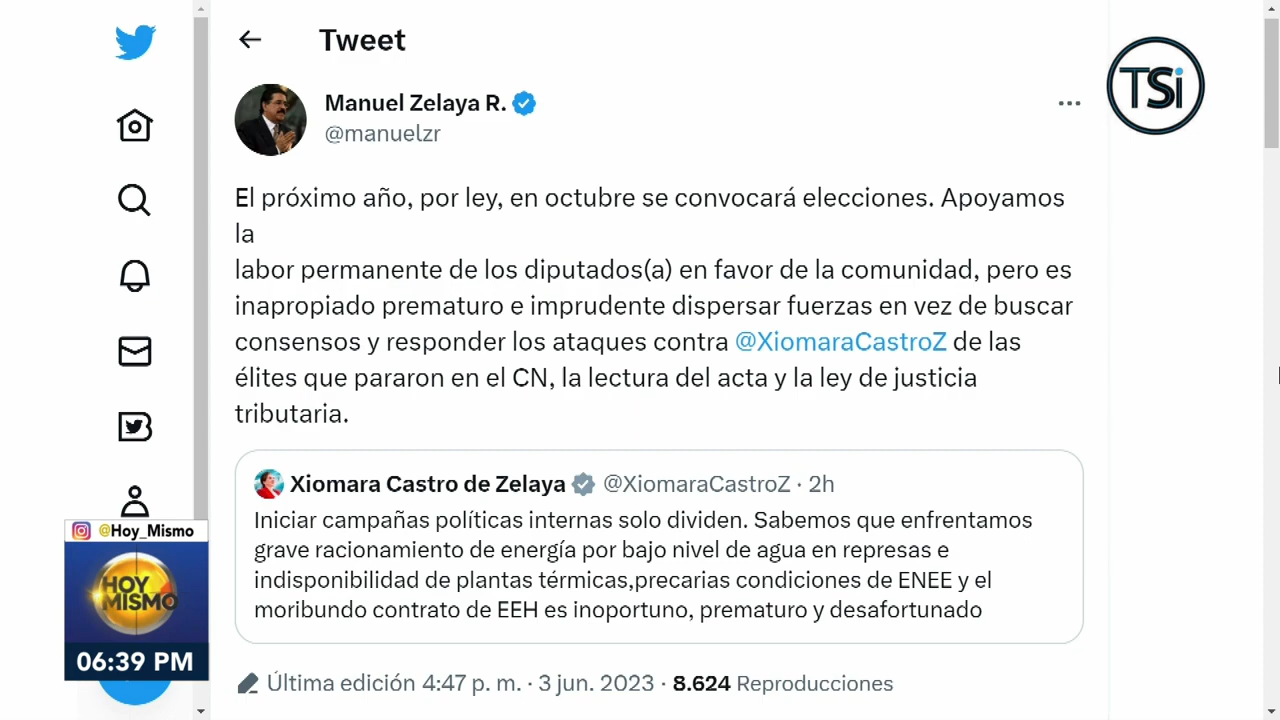 Tweet
TSi
Manuel Zelaya R.
@manuelzr
El próximo año, por ley, en octubre se convocará elecciones. Apoyamos
la
labor permanente de los diputados(a) en favor de la comunidad, pero es
inapropiado prematuro e imprudente dispersar fuerzas en vez de buscar
consensos y responder los ataques contra @XiomaraCastroZ de las
élites que pararon en el CN, la lectura del acta y la ley de justicia
tributaria.
Xiomara Castro de Zelaya @XiomaraCastroZ · 2h
Iniciar campañas políticas internas solo dividen. Sabemos que enfrentamos
grave racionamiento de energía por bajo nivel de agua en represas e
indisponibilidad de plantas térmicas,precarias condiciones de ENEE y el
moribundo contrato de EEH es inoportuno, prematuro y desafortunado
@Hoy_Mismo
HOY
MISMO
06:39 PM
Última edición 4:47 p. m. · 3 jun. 2023 · 8.624 Reproducciones